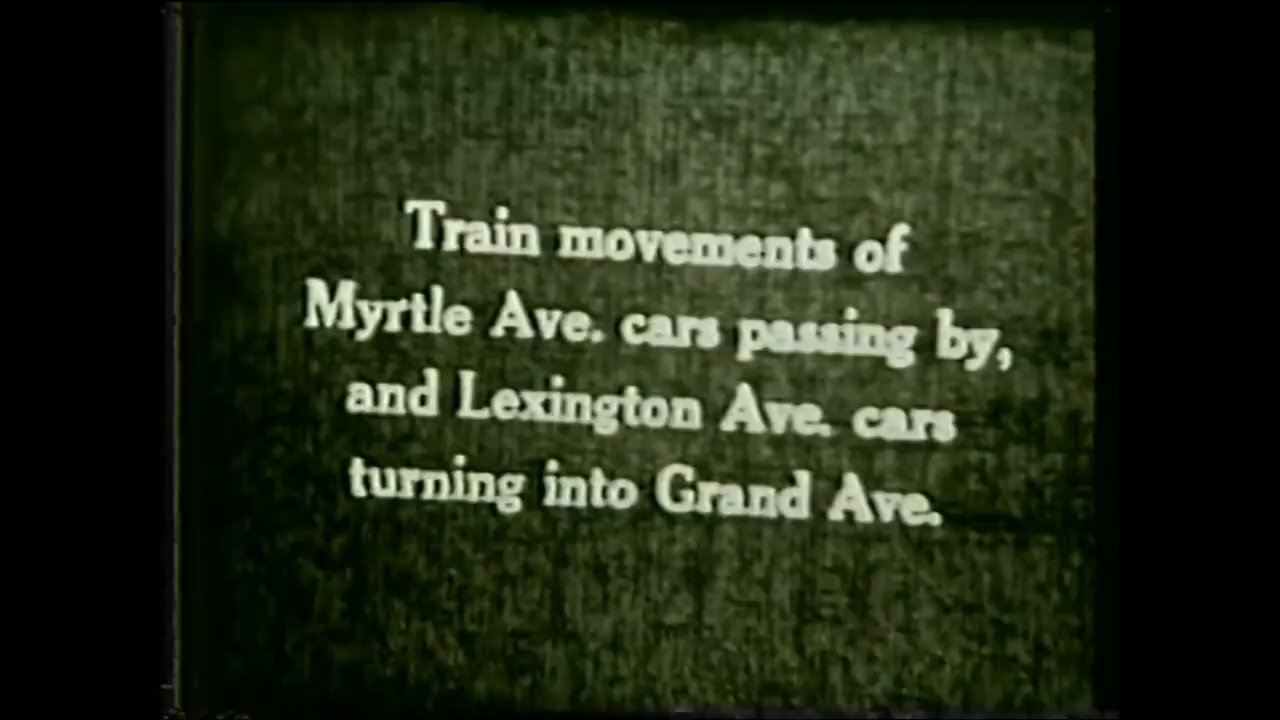 Train movements of
Myrtle Ave. cars passing by,
and Lexington Ave. cars
turning into Grand Ave.